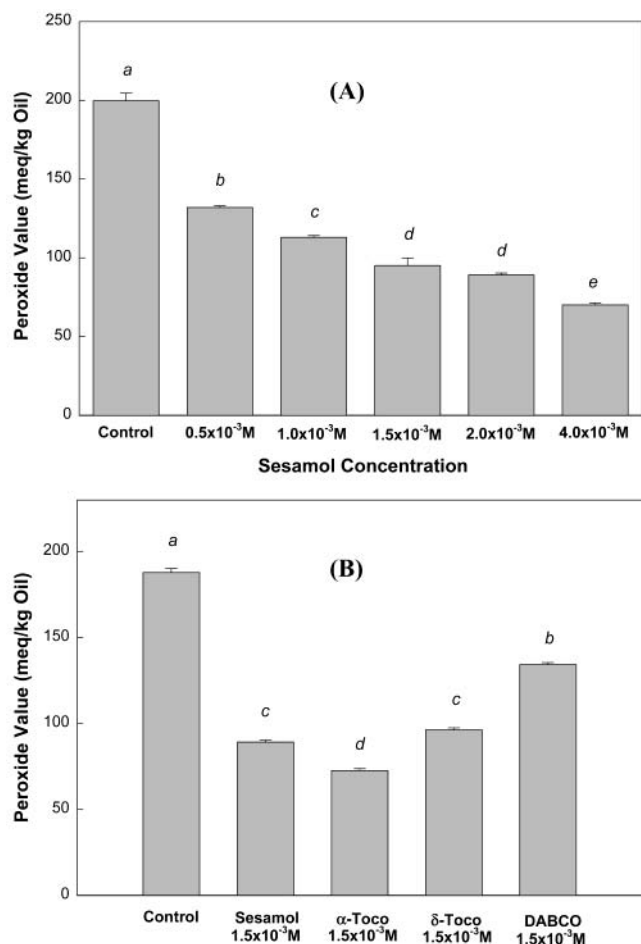 (A)
Peroxide Value (meq/kg Oil)
250
200
150
100
50
0
a
b
c
d
d
e
Control 0.5x10⁻³M 1.0x10⁻³M 1.5x10⁻³M 2.0x10⁻³M 4.0x10⁻³M
Sesamol Concentration
(B)
Peroxide Value (meq/kg Oil)
200
150
100
50
0
a
c
d
c
b
Control Sesamol α-Toco δ-Toco DABCO
1.5x10⁻³M 1.5x10⁻³M 1.5x10⁻³M 1.5x10⁻³M